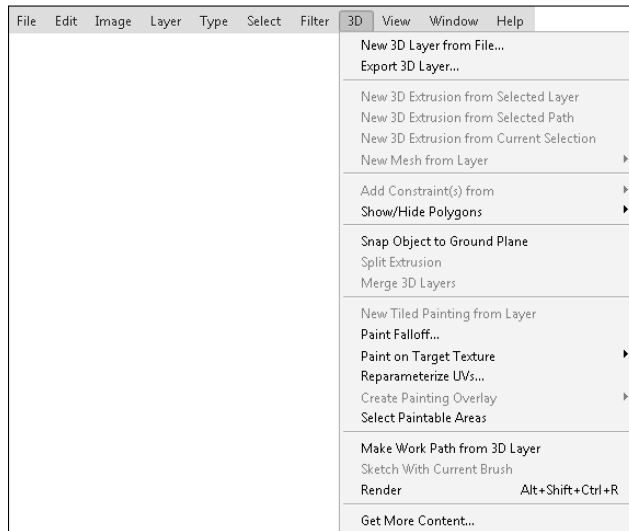 File Edit Image Layer Type Select Filter 3D View Window Help
New 3D Layer from File...
Export 3D Layer...
New 3D Extrusion from Selected Layer
New 3D Extrusion from Selected Path
New 3D Extrusion from Current Selection
New Mesh from Layer
Add Constraint(s) from
Show/Hide Polygons
Snap Object to Ground Plane
Split Extrusion
Merge 3D Layers
New Tiled Painting from Layer
Paint Falloff...
Paint on Target Texture
Reparameterize UVs...
Create Painting Overlay
Select Paintable Areas
Make Work Path from 3D Layer
Sketch With Current Brush
Render Alt+Shift+Ctrl+R
Get More Content...